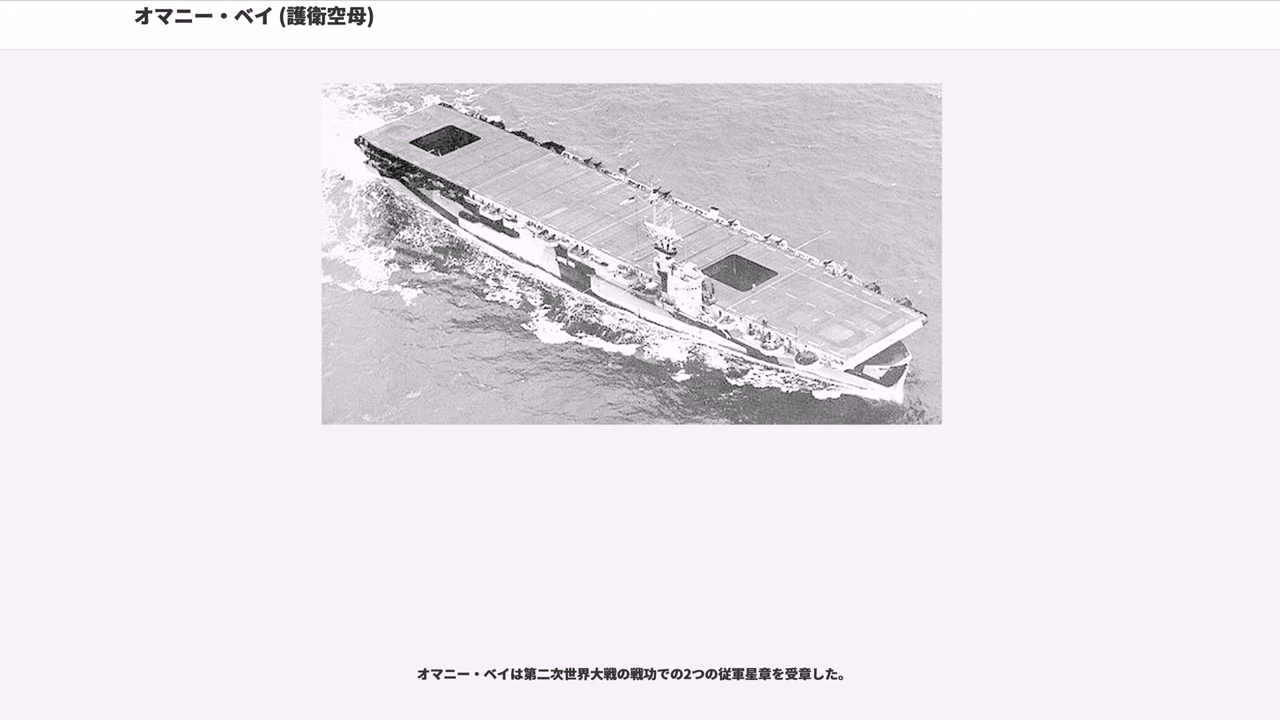 オマニー・ベイ (護衛空母)
オマニー・ベイは第二次世界大戦の戦功での2つの従軍星章を受章した。